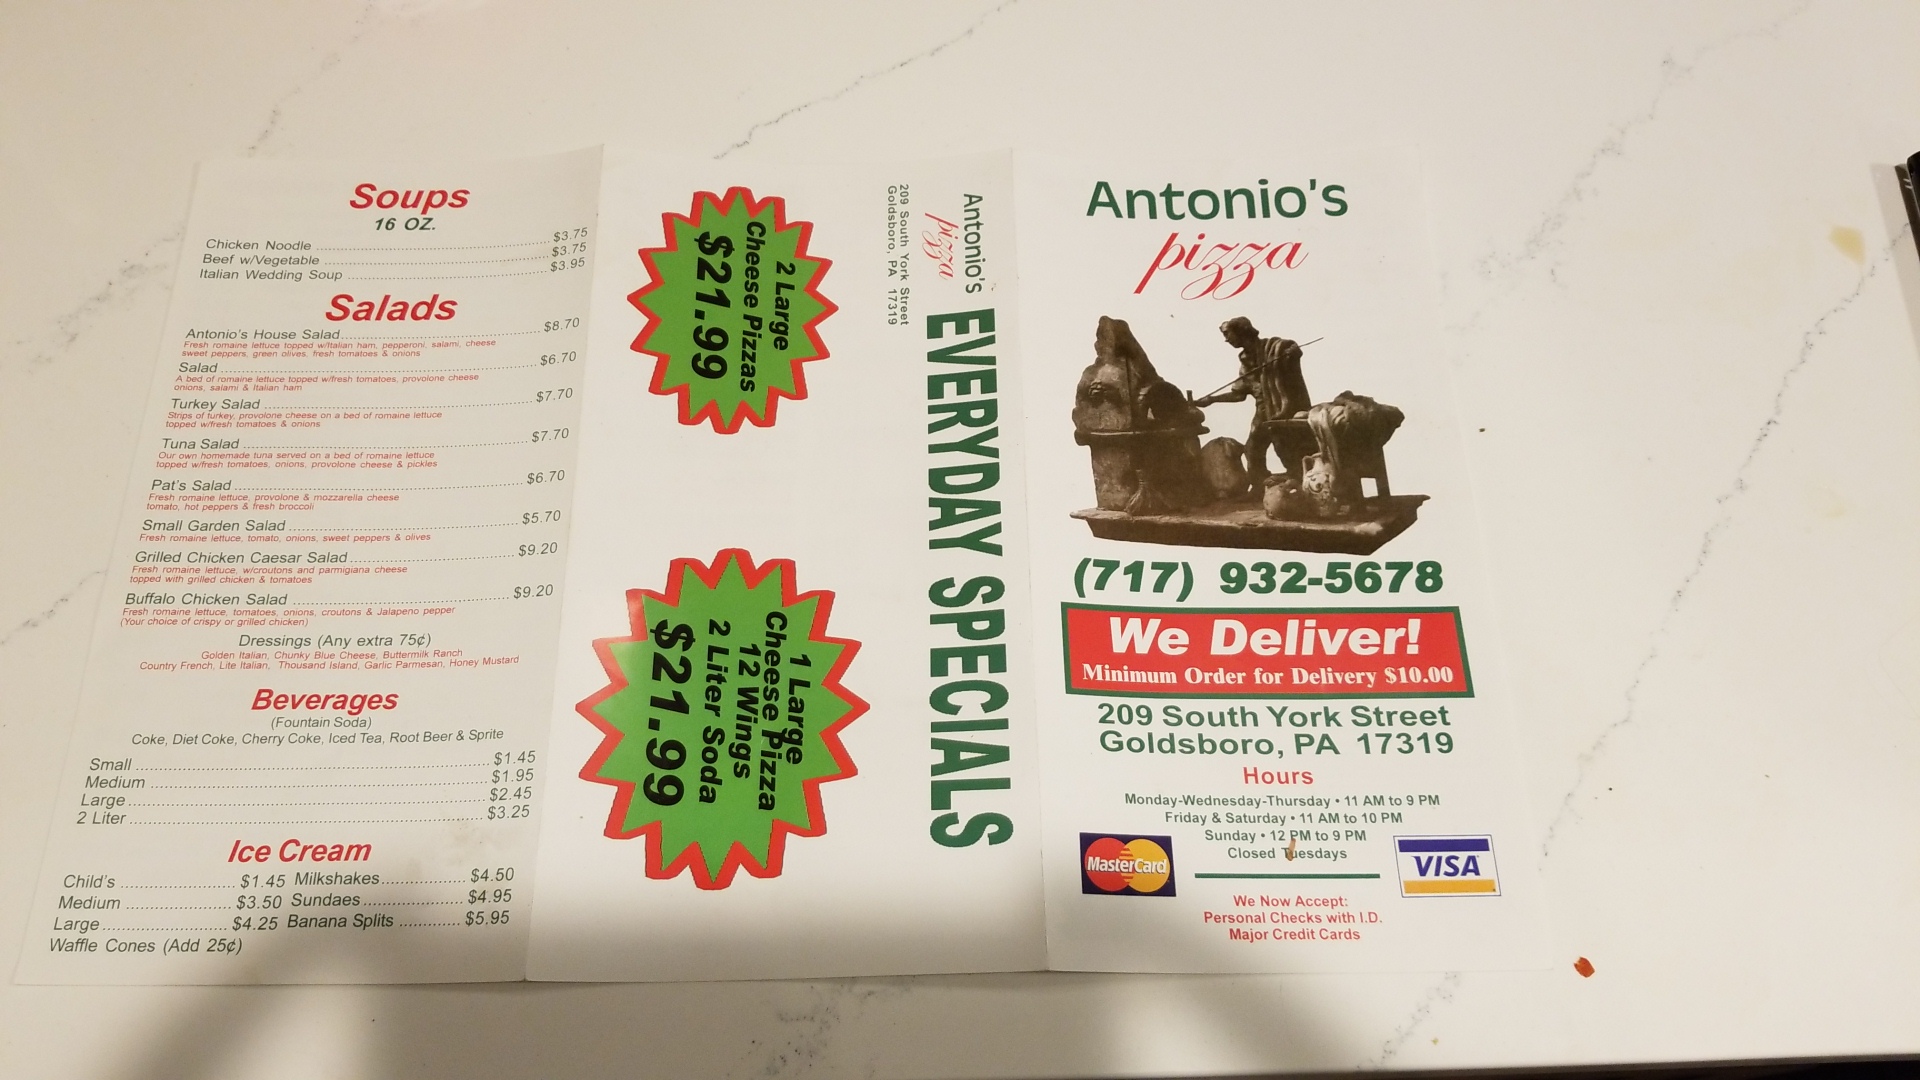 Soups
16 OZ.
Chicken Noodle ........ $3.75
Beef w/Vegetable ........ $3.75
Italian Wedding Soup ........ $3.95
Salads
Antonio's House Salad ........ $8.70
Fresh romaine lettuce topped w/Italian ham, pepperoni, salami, cheese
sweet peppers, green olives, fresh tomatoes & onions
Salad ........ $6.70
A bed of romaine lettuce topped w/fresh tomatoes, provolone cheese
onions, salami & Italian ham
Turkey Salad ........ $7.70
Strips of turkey, provolone cheese on a bed of romaine lettuce
topped w/fresh tomatoes & onions
Tuna Salad ........ $7.70
Our own homemade tuna served on a bed of romaine lettuce
topped w/fresh tomatoes, onions, provolone cheese & pickles
Pat's Salad ........ $6.70
Fresh romaine lettuce, provolone & mozzarella cheese
tomato, hot peppers & fresh broccoli
Small Garden Salad ........ $5.70
Fresh romaine lettuce, tomato, onions, sweet peppers & olives
Grilled Chicken Caesar Salad ........ $9.20
Fresh romaine lettuce, w/croutons and parmigiana cheese
topped with grilled chicken & tomatoes
Buffalo Chicken Salad ........ $9.20
Fresh romaine lettuce, tomatoes, onions, croutons & Jalapeno pepper
(Your choice of crispy or grilled chicken)
Dressings (Any extra 75¢)
Golden Italian, Chunky Blue Cheese, Buttermilk Ranch
Country French, Lite Italian, Thousand Island, Garlic Parmesan, Honey Mustard
Beverages
(Fountain Soda)
Coke, Diet Coke, Cherry Coke, Iced Tea, Root Beer & Sprite
Small ........ $1.45
Medium ........ $1.95
Large ........ $2.45
2 Liter ........ $3.25
Ice Cream
Child's ........ $1.45 Milkshakes ........ $4.50
Medium ........ $3.50 Sundaes ........ $4.95
Large ........ $4.25 Banana Splits ........ $5.95
Waffle Cones (Add 25¢)
Antonio's
pizza
209 South York Street
Goldsboro, PA 17319
EVERYDAY SPECIALS
2 Large
Cheese Pizzas
$21.99
1 Large
Cheese Pizza
12 Wings
2 Liter Soda
$21.99
Antonio's
pizza
(717) 932-5678
We Deliver!
Minimum Order for Delivery $10.00
209 South York Street
Goldsboro, PA 17319
Hours
Monday-Wednesday-Thursday • 11 AM to 9 PM
Friday & Saturday • 11 AM to 10 PM
Sunday • 12 PM to 9 PM
Closed Tuesdays
MasterCard
VISA
We Now Accept:
Personal Checks with I.D.
Major Credit Cards